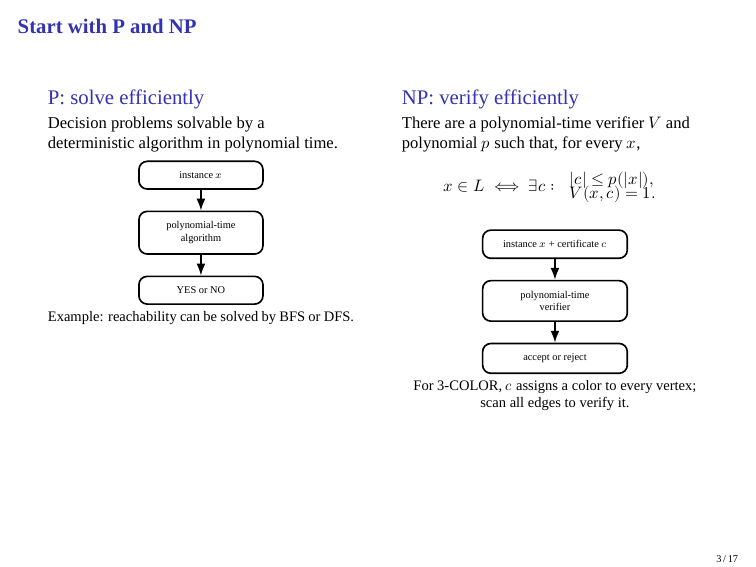 Start with P and NP
P: solve efficiently
Decision problems solvable by a
deterministic algorithm in polynomial time.
instance x
polynomial-time
algorithm
YES or NO
Example: reachability can be solved by BFS or DFS.
NP: verify efficiently
There are a polynomial-time verifier V and
polynomial p such that, for every x,
x ∈ L ⟺ ∃c : |c| ≤ p(|x|),
V(x, c) = 1.
instance x + certificate c
polynomial-time
verifier
accept or reject
For 3-COLOR, c assigns a color to every vertex;
scan all edges to verify it.
3 / 17